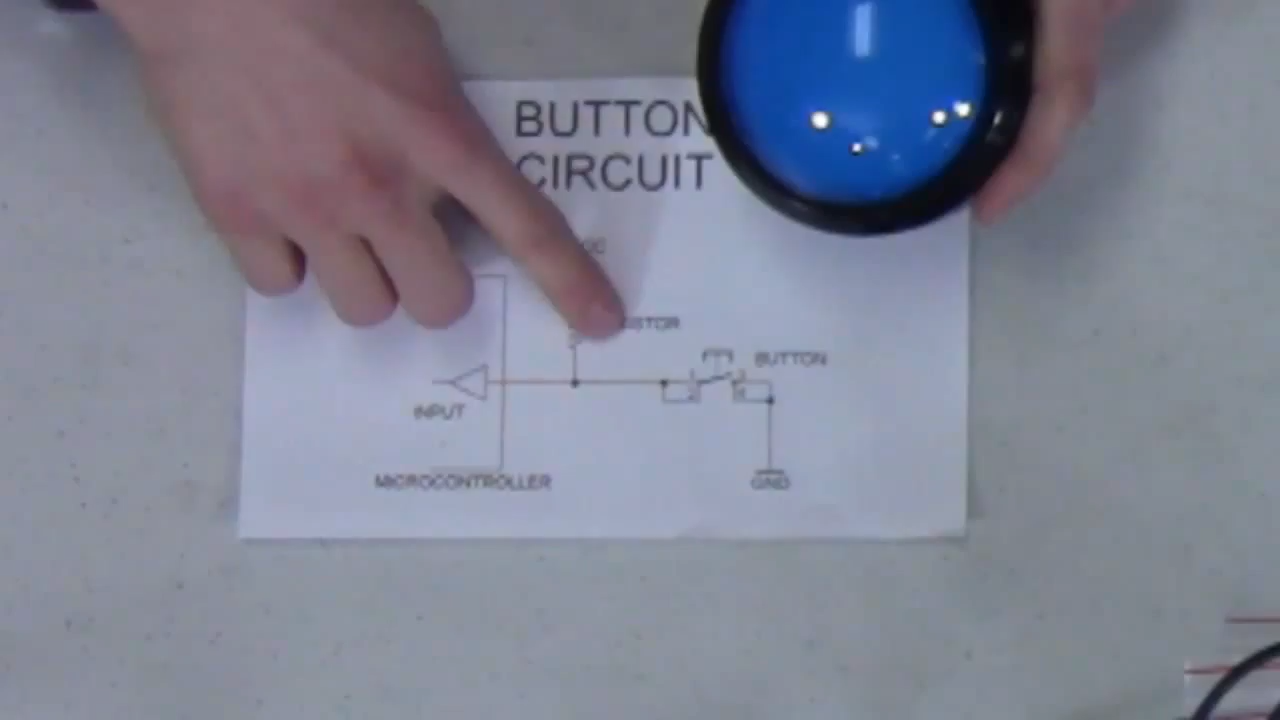 BUTTON
CIRCUIT
BUTTON
INPUT
MICROCONTROLLER
GND